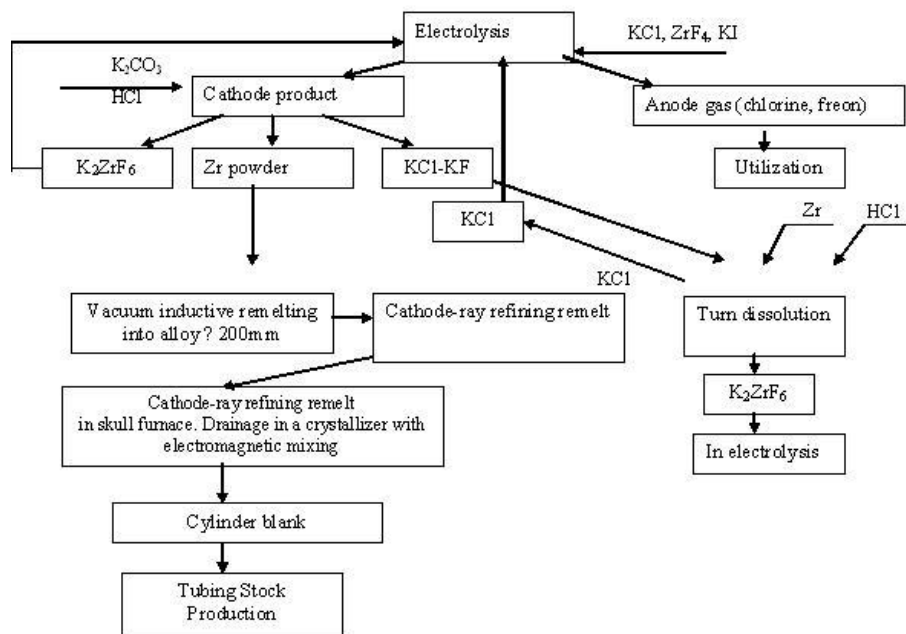 Electrolysis
KCl, ZrF₄, KI
K₂CO₃
HCl
Cathode product
Anode gas (chlorine, freon)
K₂ZrF₆
Zr powder
KCl-KF
Utilization
KCl
Zr
HCl
KCl
Vacuum inductive remelting
into alloy? 200mm
Cathode-ray refining remelt
Turn dissolution
K₂ZrF₆
Cathode-ray refining remelt
in skull furnace. Drainage in a crystallizer with
electromagnetic mixing
In electrolysis
Cylinder blank
Tubing Stock
Production